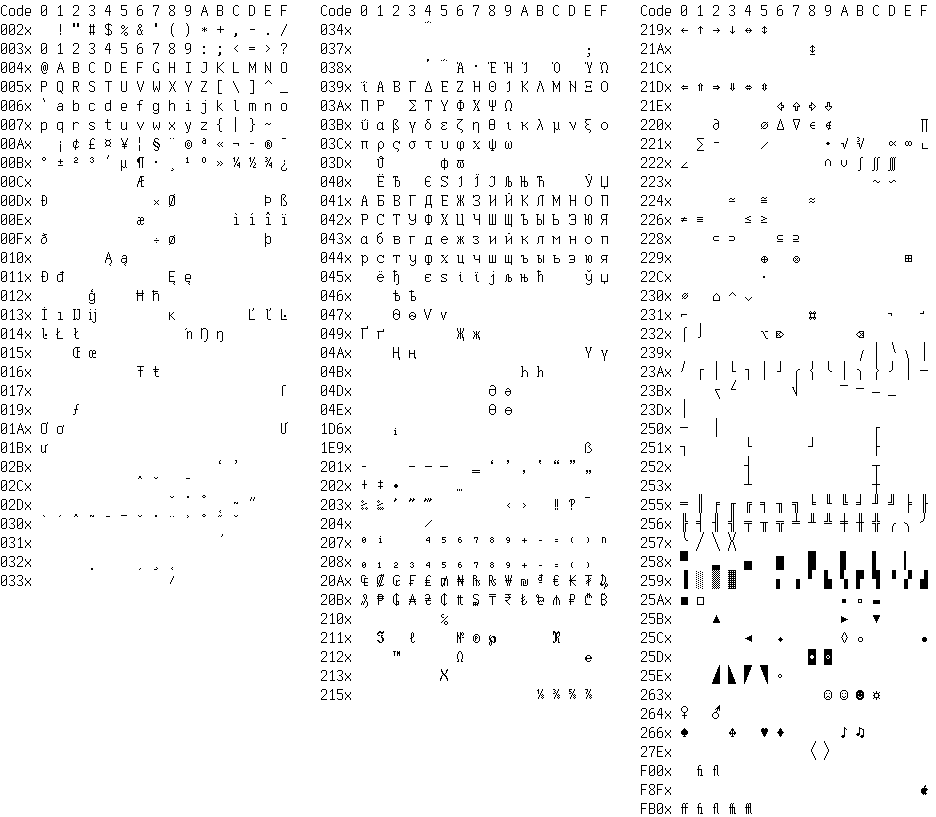 Code 0 1 2 3 4 5 6 7 8 9 A B C D E F
002x ! " # $ % & ' ( ) * + , - . /
003x 0 1 2 3 4 5 6 7 8 9 : ; < = > ?
004x @ A B C D E F G H I J K L M N O
005x P Q R S T U V W X Y Z [ \ ] ^ _
006x ` a b c d e f g h i j k l m n o
007x p q r s t u v w x y z { | } ~
00Ax ¡ ¢ £ ¤ ¥ ¦ § ¨ © ª « ¬ - ® ¯
00Bx ° ± ² ³ ´ µ ¶ · ¸ ¹ º » ¼ ½ ¾ ¿
00Cx Æ
00Dx Ð × Ø Þ ß
00Ex æ ì í î ï
00Fx ð ÷ ø þ
010x Ą ą
011x Đ đ Ę ę
012x ģ Ħ ħ
013x İ ı Ĳ ĳ ĸ Ľ ľ Ŀ
014x ŀ Ł ł ŉ Ŋ ŋ
015x Œ œ
016x Ŧ ŧ
017x ſ
019x ƒ
01Ax Ơ ơ Ư
01Bx ư
02Bx ʻ ʼ
02Cx ˆ ˇ ˉ
02Dx ˘ ˙ ˚ ˜ ˝
030x
031x
032x
033x
Code 0 1 2 3 4 5 6 7 8 9 A B C D E F
034x
037x ;
038x ΄ ΅ Ά · Έ Ή Ί Ό Ύ Ώ
039x ΐ Α Β Γ Δ Ε Ζ Η Θ Ι Κ Λ Μ Ν Ξ Ο
03Ax Π Ρ Σ Τ Υ Φ Χ Ψ Ω
03Bx ΰ α β γ δ ε ζ η θ ι κ λ μ ν ξ ο
03Cx π ρ ς σ τ υ φ χ ψ ω
03Dx ϕ ϖ
040x Ё Ђ Є Ѕ І Ї Ј Љ Њ Ћ Ў Џ
041x А Б В Г Д Е Ж З И Й К Л М Н О П
042x Р С Т У Ф Х Ц Ч Ш Щ Ъ Ы Ь Э Ю Я
043x а б в г д е ж з и й к л м н о п
044x р с т у ф х ц ч ш щ ъ ы ь э ю я
045x ё ђ є ѕ і ї ј љ њ ћ ў џ
046x ѣ Ѣ
047x Ѳ ѳ Ѵ ѵ
049x Ґ ґ Җ җ
04Ax Ң ң Ү ү
04Bx Һ һ
04Dx Ә ә
04Ex Ө ө
1D6x ᵢ
1E9x ẞ
201x ‐ – — ― ‗ ‘ ’ ‚ ‛ “ ” „
202x † ‡ • …
203x ‰ ‱ ′ ″ ‴ ‹ › ‼ ‽ ‾
204x ⁄
207x ⁰ ⁱ ⁴ ⁵ ⁶ ⁷ ⁸ ⁹ ⁺ ⁻ ⁼ ⁽ ⁾ ⁿ
208x ₀ ₁ ₂ ₃ ₄ ₅ ₆ ₇ ₈ ₉ ₊ ₋ ₌ ₍ ₎
20Ax ₠ ₡ ₢ ₣ ₤ ₥ ₦ ₧ ₨ ₩ ₪ ₫ € ₭ ₮ ₯
20Bx ₰ ₱ ₲ ₳ ₴ ₵ ₶ ₷ ₸ ₹ ₺ ₻ ₼ ₽ ₾ ₿
210x ℅
211x ℑ ℓ № ℗ ℘ ℜ
212x ™ Ω ℮
213x
215x ⅛ ⅜ ⅝ ⅞
Code 0 1 2 3 4 5 6 7 8 9 A B C D E F
219x ← ↑ → ↓ ↔ ↕
21Ax ↨
21Cx
21Dx ⇐ ⇑ ⇒ ⇓ ⇔ ⇕
21Ex ⇦ ⇧ ⇨ ⇩
220x ∂ ∅ ∆ ∇ ∈ ∉ ∏
221x ∑ − ∕ ∙ √ ∛ ∝ ∞ ∟
222x ∠ ∩ ∪ ∫ ∬ ∭
223x ∼ ∽
224x ≃ ≅ ≈
226x ≠ ≡ ≤ ≥
228x ⊂ ⊃ ⊆ ⊇
229x ⊕ ⊙ ⊞
22Cx ⋅
230x ⌀ ⌂ ⌃ ⌄
231x ⌐ ⌗ ⌝ ⌟
232x ⌠ ⌡ ⌥ ⌦ ⌫
239x ⎛ ⎜ ⎝ ⎞ ⎟
23Ax ⎠ ⎡ ⎢ ⎣ ⎤ ⎥ ⎦ ⎧ ⎨ ⎩ ⎪ ⎫ ⎬ ⎭ ⎮ ⎯
23Bx ⎲ ⎳ ⎷ ⎺ ⎻ ⎼ ⎽
23Dx ⏐
250x ─ │ ┌
251x ┐ └ ┘ ├
252x ┤ ┬
253x ┴ ┼
255x ═ ║ ╒ ╓ ╔ ╕ ╖ ╗ ╘ ╙ ╚ ╛ ╜ ╝ ╞ ╟
256x ╠ ╡ ╢ ╣ ╤ ╥ ╦ ╧ ╨ ╩ ╪ ╫ ╬ ╭ ╮ ╯
257x ╰ ╱ ╲ ╳
258x ▀ ▂ ▄ ▆ █ ▊ ▌ ▎
259x ▐ ░ ▒ ▓ ▖ ▗ ▘ ▙ ▚ ▛ ▜ ▝ ▞ ▟
25Ax ■ □ ▪ ▫ ▬
25Bx ▲ ► ▼
25Cx ◄ ◊ ○ ●
25Dx ◘ ◙
25Ex ◢ ◣ ◤ ◥ ◦
263x ☹ ☺ ☻ ☼
264x ♀ ♂
266x ♠ ♣ ♥ ♦ ♪ ♫
27Ex ⟨ ⟩
F00x ﬁ ﬂ
F8Fx
FB0x ﬀ ﬁ ﬂ ﬃ ﬄ